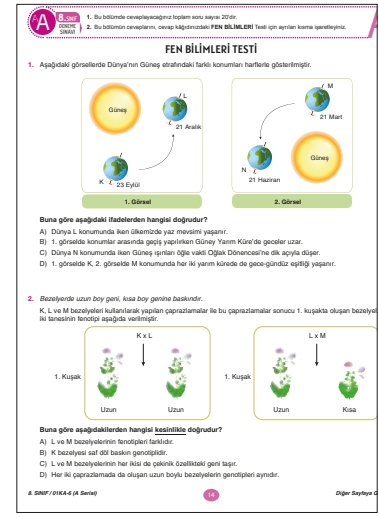 A
8.SINIF
DENEME
SINAVI
1. Bu bölümde cevaplayacağınız toplam soru sayısı 20'dir.
2. Bu bölümün cevaplarını, cevap kâğıdınızdaki FEN BİLİMLERİ Testi için ayrılan kısma işaretleyiniz.
FEN BİLİMLERİ TESTİ
1. Aşağıdaki görsellerde Dünya'nın Güneş etrafındaki farklı konumları harflerle gösterilmiştir.
Güneş
L
21 Aralık
K
23 Eylül
1. Görsel
M
21 Mart
Güneş
N
21 Haziran
2. Görsel
Buna göre aşağıdaki ifadelerden hangisi doğrudur?
A) Dünya L konumunda iken ülkemizde yaz mevsimi yaşanır.
B) 1. görselde konumlar arasında geçiş yapılırken Güney Yarım Küre'de geceler uzar.
C) Dünya N konumunda iken Güneş ışınları öğle vakti Oğlak Dönencesi'ne dik açıyla düşer.
D) 1. görselde K, 2. görselde M konumunda her iki yarım kürede de gece-gündüz eşitliği yaşanır.
2. Bezelyerde uzun boy geni, kısa boy genine baskındır.
K, L ve M bezelyeleri kullanılarak yapılan çaprazlamalar ile bu çaprazlamalar sonucu 1. kuşakta oluşan bezelyel
iki tanesinin fenotipi aşağıda verilmiştir.
K x L
1. Kuşak
Uzun
Uzun
L x M
1. Kuşak
Uzun
Kısa
Buna göre aşağıdakilerden hangisi kesinlikle doğrudur?
A) L ve M bezelyelerinin fenotipleri farklıdır.
B) K bezelyesi saf döl baskın genotiplidir.
C) L ve M bezelyelerinin her ikisi de çekinik özellikteki geni taşır.
D) Her iki çaprazlamada da oluşan uzun boylu bezelyelerin genotipleri aynıdır.
8. SINIF / 01KA-6 (A Serisi)
14
Diğer Sayfaya G